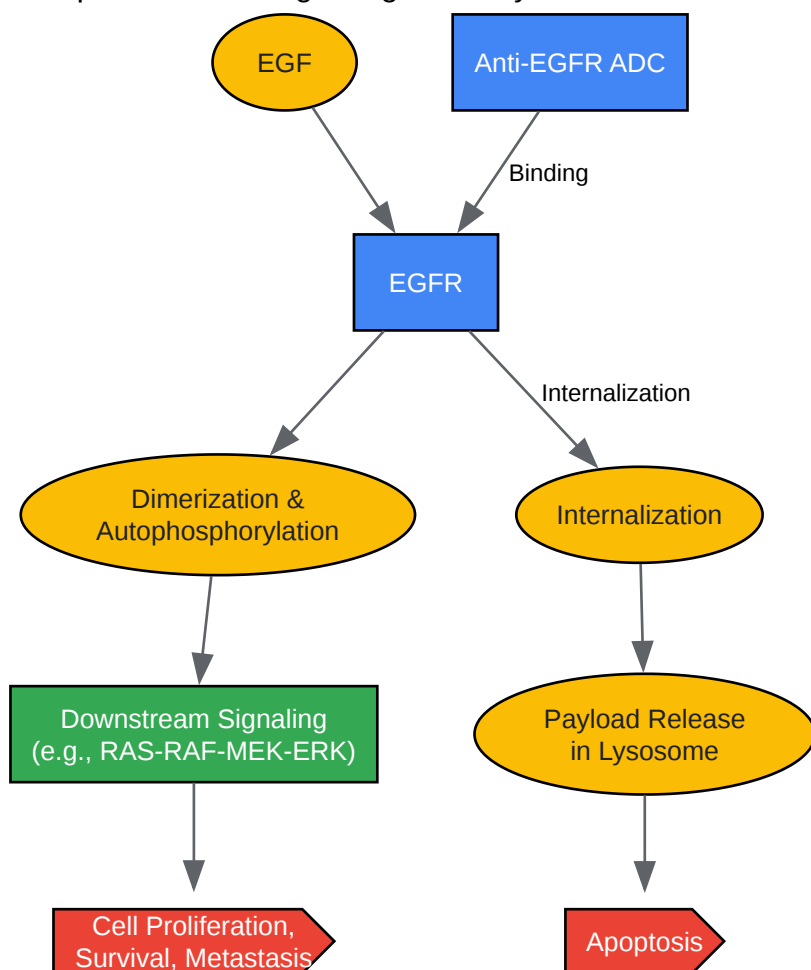 EGF
Anti-EGFR ADC
Binding
EGFR
Internalization
Dimerization &
Autophosphorylation
Internalization
Downstream Signaling
(e.g., RAS-RAF-MEK-ERK)
Payload Release
in Lysosome
Cell Proliferation,
Survival, Metastasis
Apoptosis